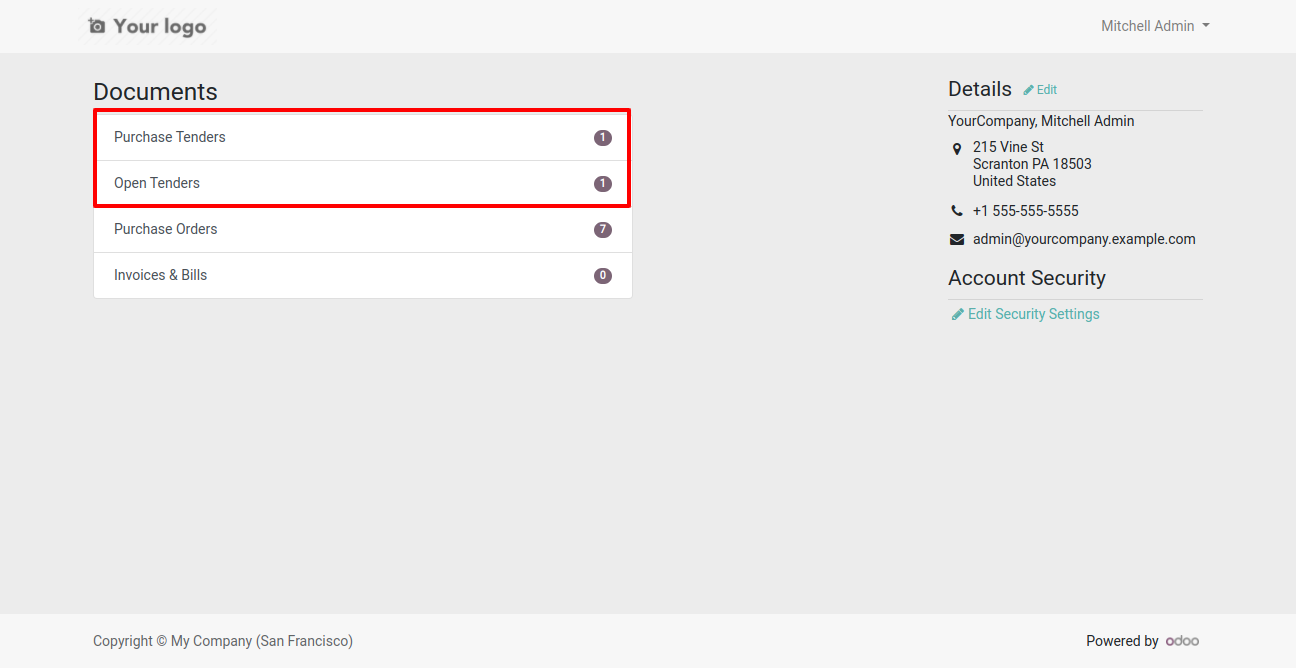 Your logo
Mitchell Admin
Documents
Purchase Tenders 1
Open Tenders 1
Purchase Orders 7
Invoices & Bills 0
Details Edit
YourCompany, Mitchell Admin
215 Vine St
Scranton PA 18503
United States
+1 555-555-5555
admin@yourcompany.example.com
Account Security
Edit Security Settings
Copyright © My Company (San Francisco)
Powered by odoo